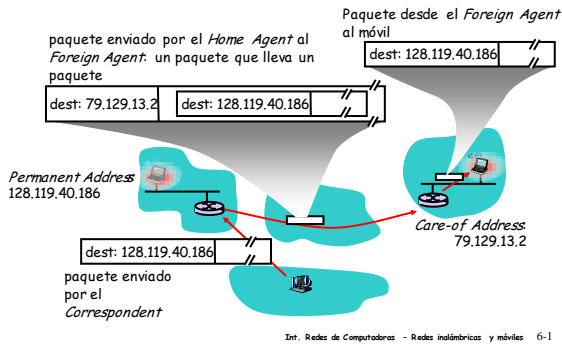 Paquete desde el Foreign Agent
al móvil
dest: 128.119.40.186
paquete enviado por el Home Agent al
Foreign Agent: un paquete que lleva un
paquete
dest: 79.129.13.2
dest: 128.119.40.186
Permanent Address:
128.119.40.186
Care-of Address:
79.129.13.2
dest: 128.119.40.186
paquete enviado
por el
Correspondent
Int. Redes de Computadoras - Redes inalámbricas y móviles 6-1